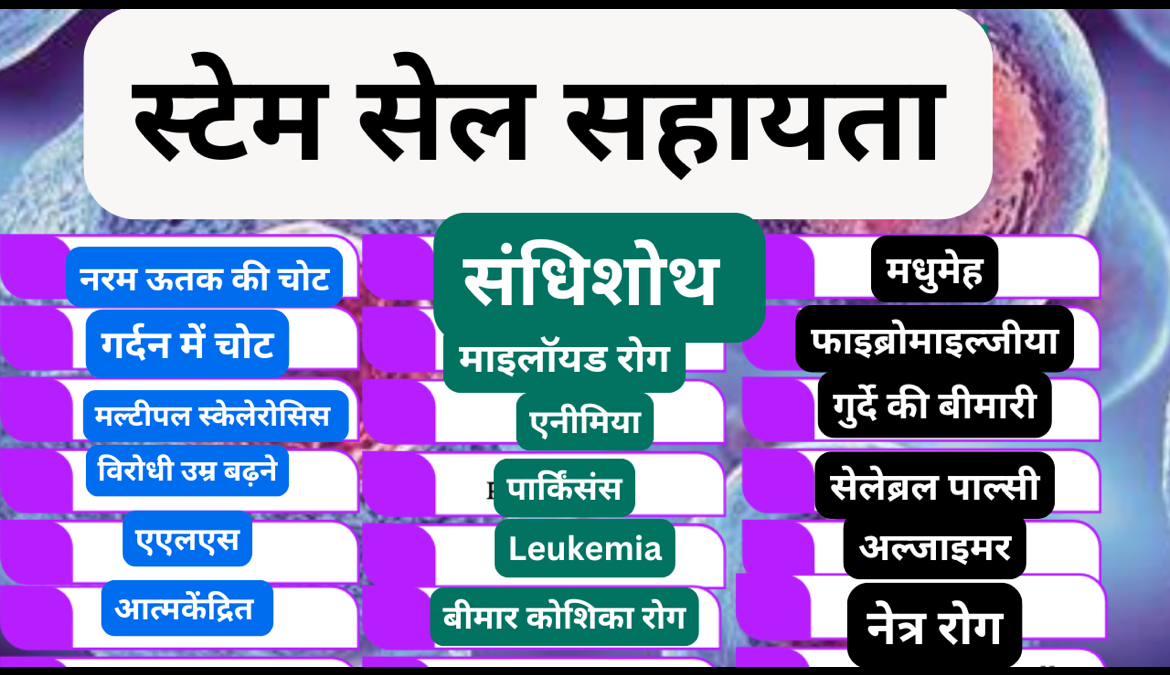 स्टेम सेल सहायता
नरम ऊतक की चोट
गर्दन में चोट
मल्टीपल स्केलेरोसिस
विरोधी उम्र बढ़ने
एएलएस
आत्मकेंद्रित
संधिशोथ
माइलॉयड रोग
एनीमिया
पार्किंसंस
Leukemia
बीमार कोशिका रोग
मधुमेह
फाइब्रोमाइल्जीया
गुर्दे की बीमारी
सेलेब्रल पाल्सी
अल्जाइमर
नेत्र रोग